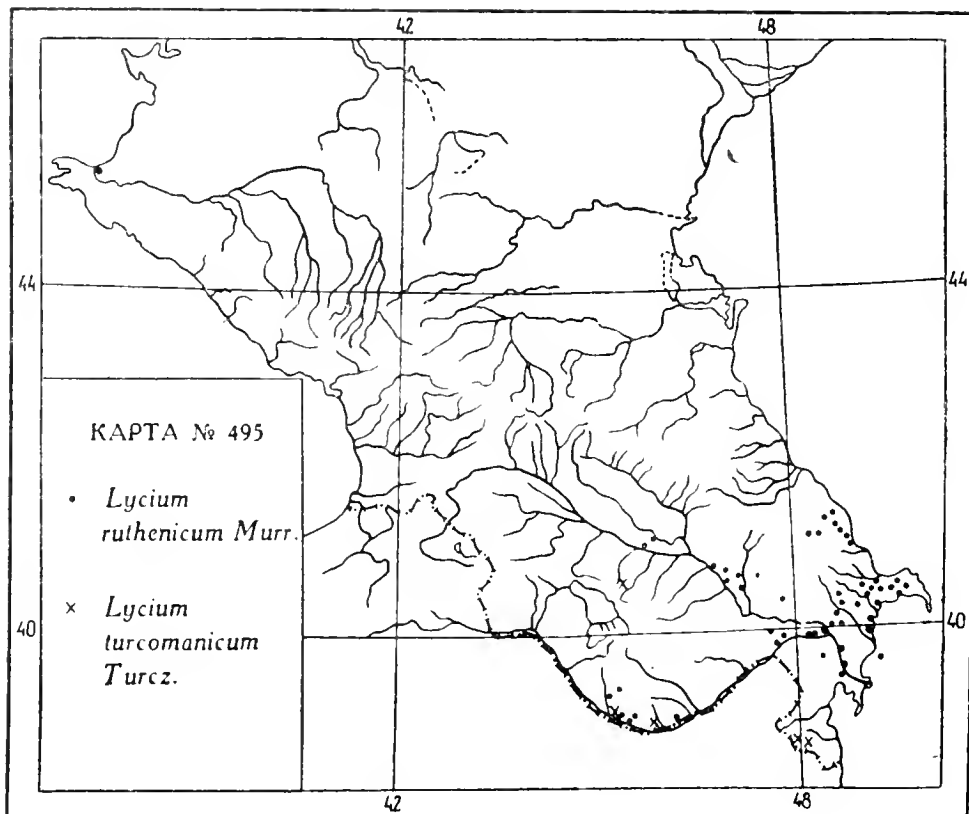 42 48
44 44
КАРТА № 495
• Lycium
ruthenicum Murr.
× Lycium
turcomanicum
Turcz.
40 40
42 48